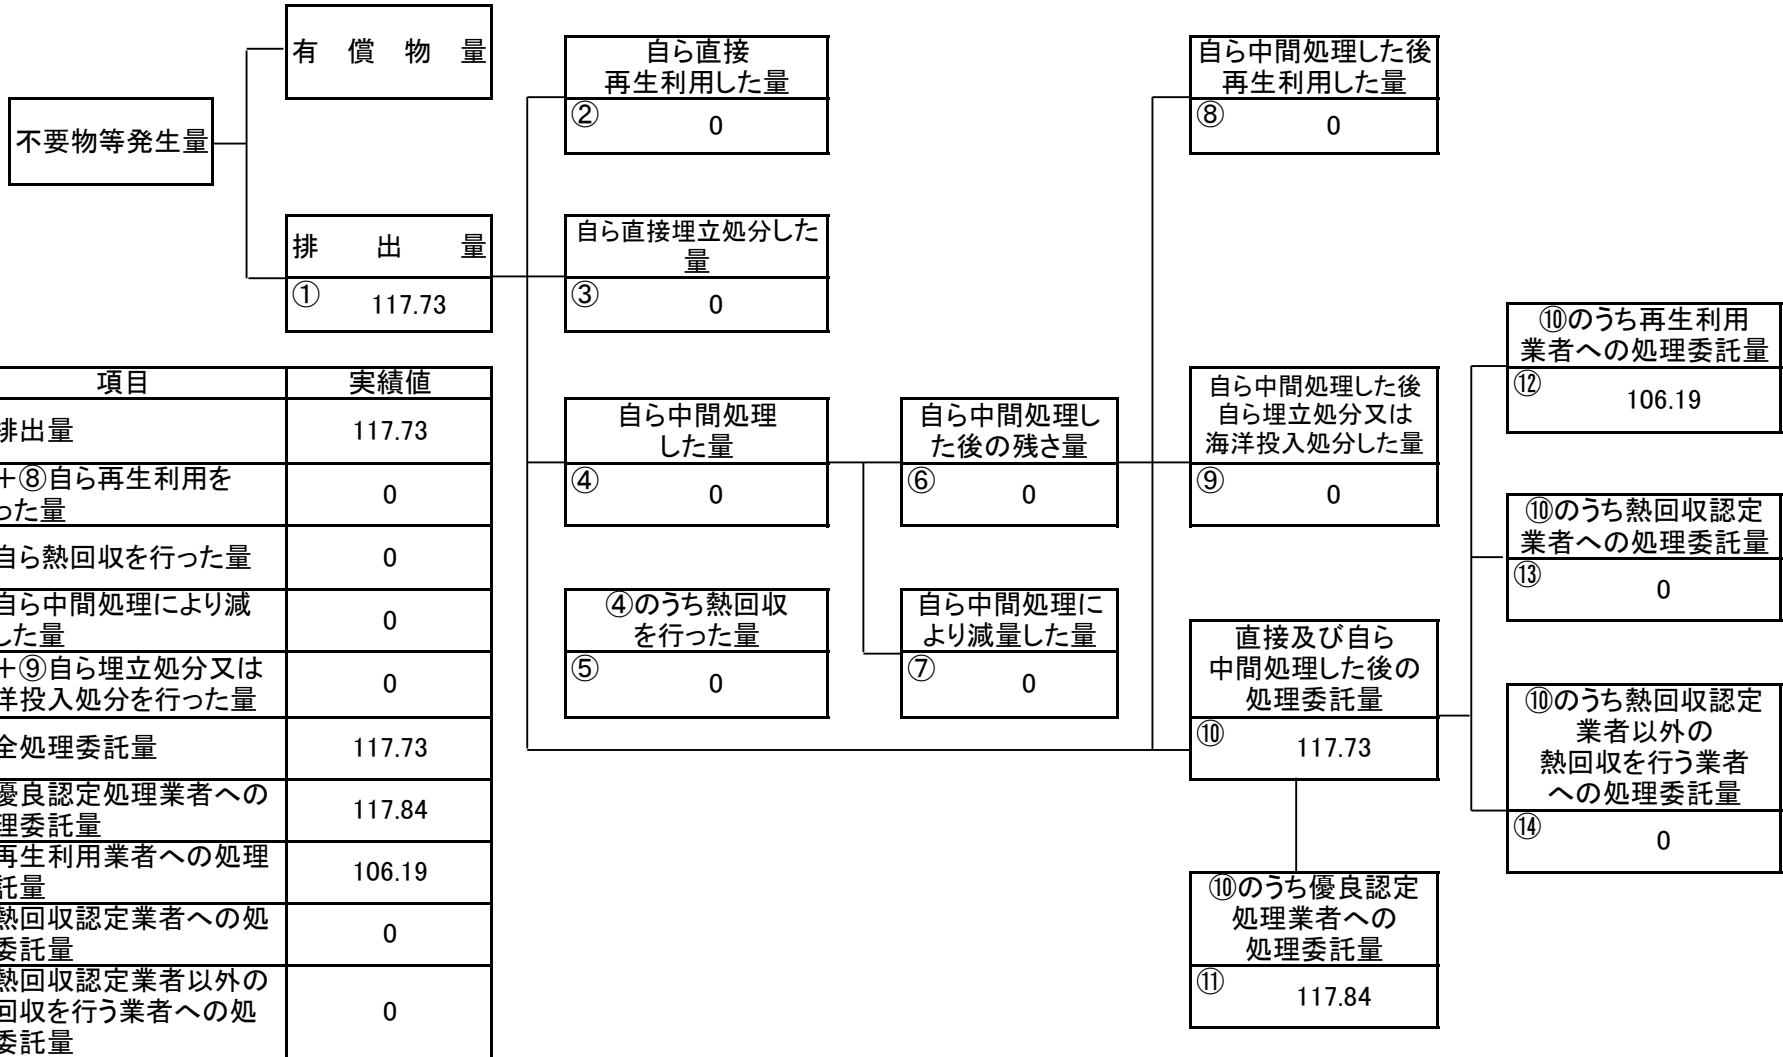 不要物等発生量
有償物量
排出量
① 117.73
自ら直接
再生利用した量
② 0
自ら直接埋立処分した
量
③ 0
自ら中間処理
した量
④ 0
④のうち熱回収
を行った量
⑤ 0
自ら中間処理し
た後の残さ量
⑥ 0
自ら中間処理に
より減量した量
⑦ 0
自ら中間処理した後
再生利用した量
⑧ 0
自ら中間処理した後
自ら埋立処分又は
海洋投入処分した量
⑨ 0
直接及び自ら
中間処理した後の
処理委託量
⑩ 117.73
⑩のうち優良認定
処理業者への
処理委託量
⑪ 117.84
⑩のうち再生利用
業者への処理委託量
⑫ 106.19
⑩のうち熱回収認定
業者への処理委託量
⑬ 0
⑩のうち熱回収認定
業者以外の
熱回収を行う業者
への処理委託量
⑭ 0
項目 実績値
排出量 117.73
+⑧自ら再生利用を
った量 0
自ら熱回収を行った量 0
自ら中間処理により減
した量 0
+⑨自ら埋立処分又は
洋投入処分を行った量 0
全処理委託量 117.73
優良認定処理業者への
理委託量 117.84
再生利用業者への処理
託量 106.19
熱回収認定業者への処
委託量 0
熱回収認定業者以外の
回収を行う業者への処
委託量 0